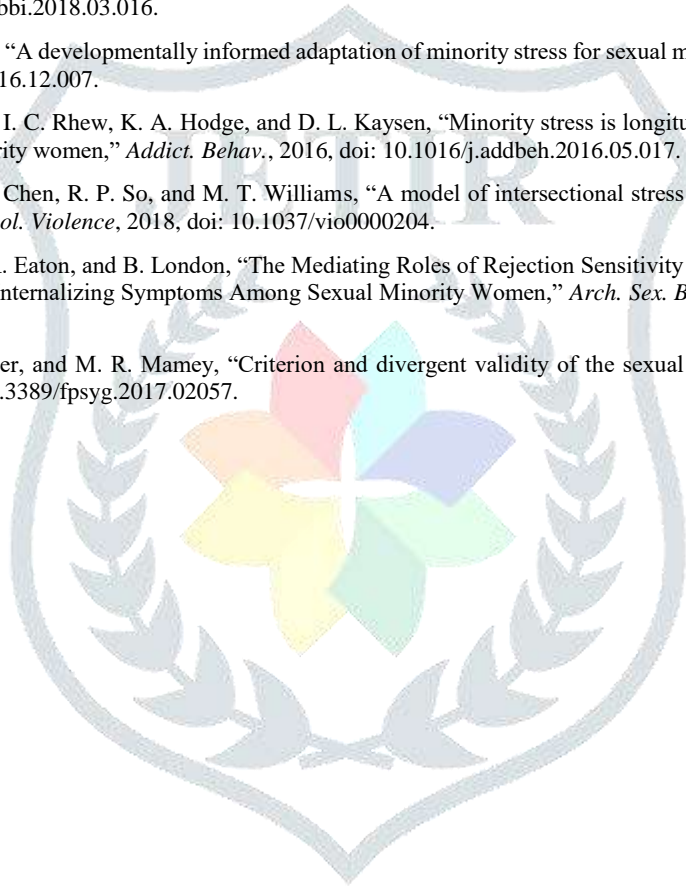 bbi.2018.03.016.
“A developmentally informed adaptation of minority stress for sexual m
16.12.007.
I. C. Rhew, K. A. Hodge, and D. L. Kaysen, “Minority stress is longitu
rity women,” Addict. Behav., 2016, doi: 10.1016/j.addbeh.2016.05.017.
Chen, R. P. So, and M. T. Williams, “A model of intersectional stress
ol. Violence, 2018, doi: 10.1037/vio0000204.
. Eaton, and B. London, “The Mediating Roles of Rejection Sensitivity
nternalizing Symptoms Among Sexual Minority Women,” Arch. Sex. B
er, and M. R. Mamey, “Criterion and divergent validity of the sexual
.3389/fpsyg.2017.02057.
JETIR